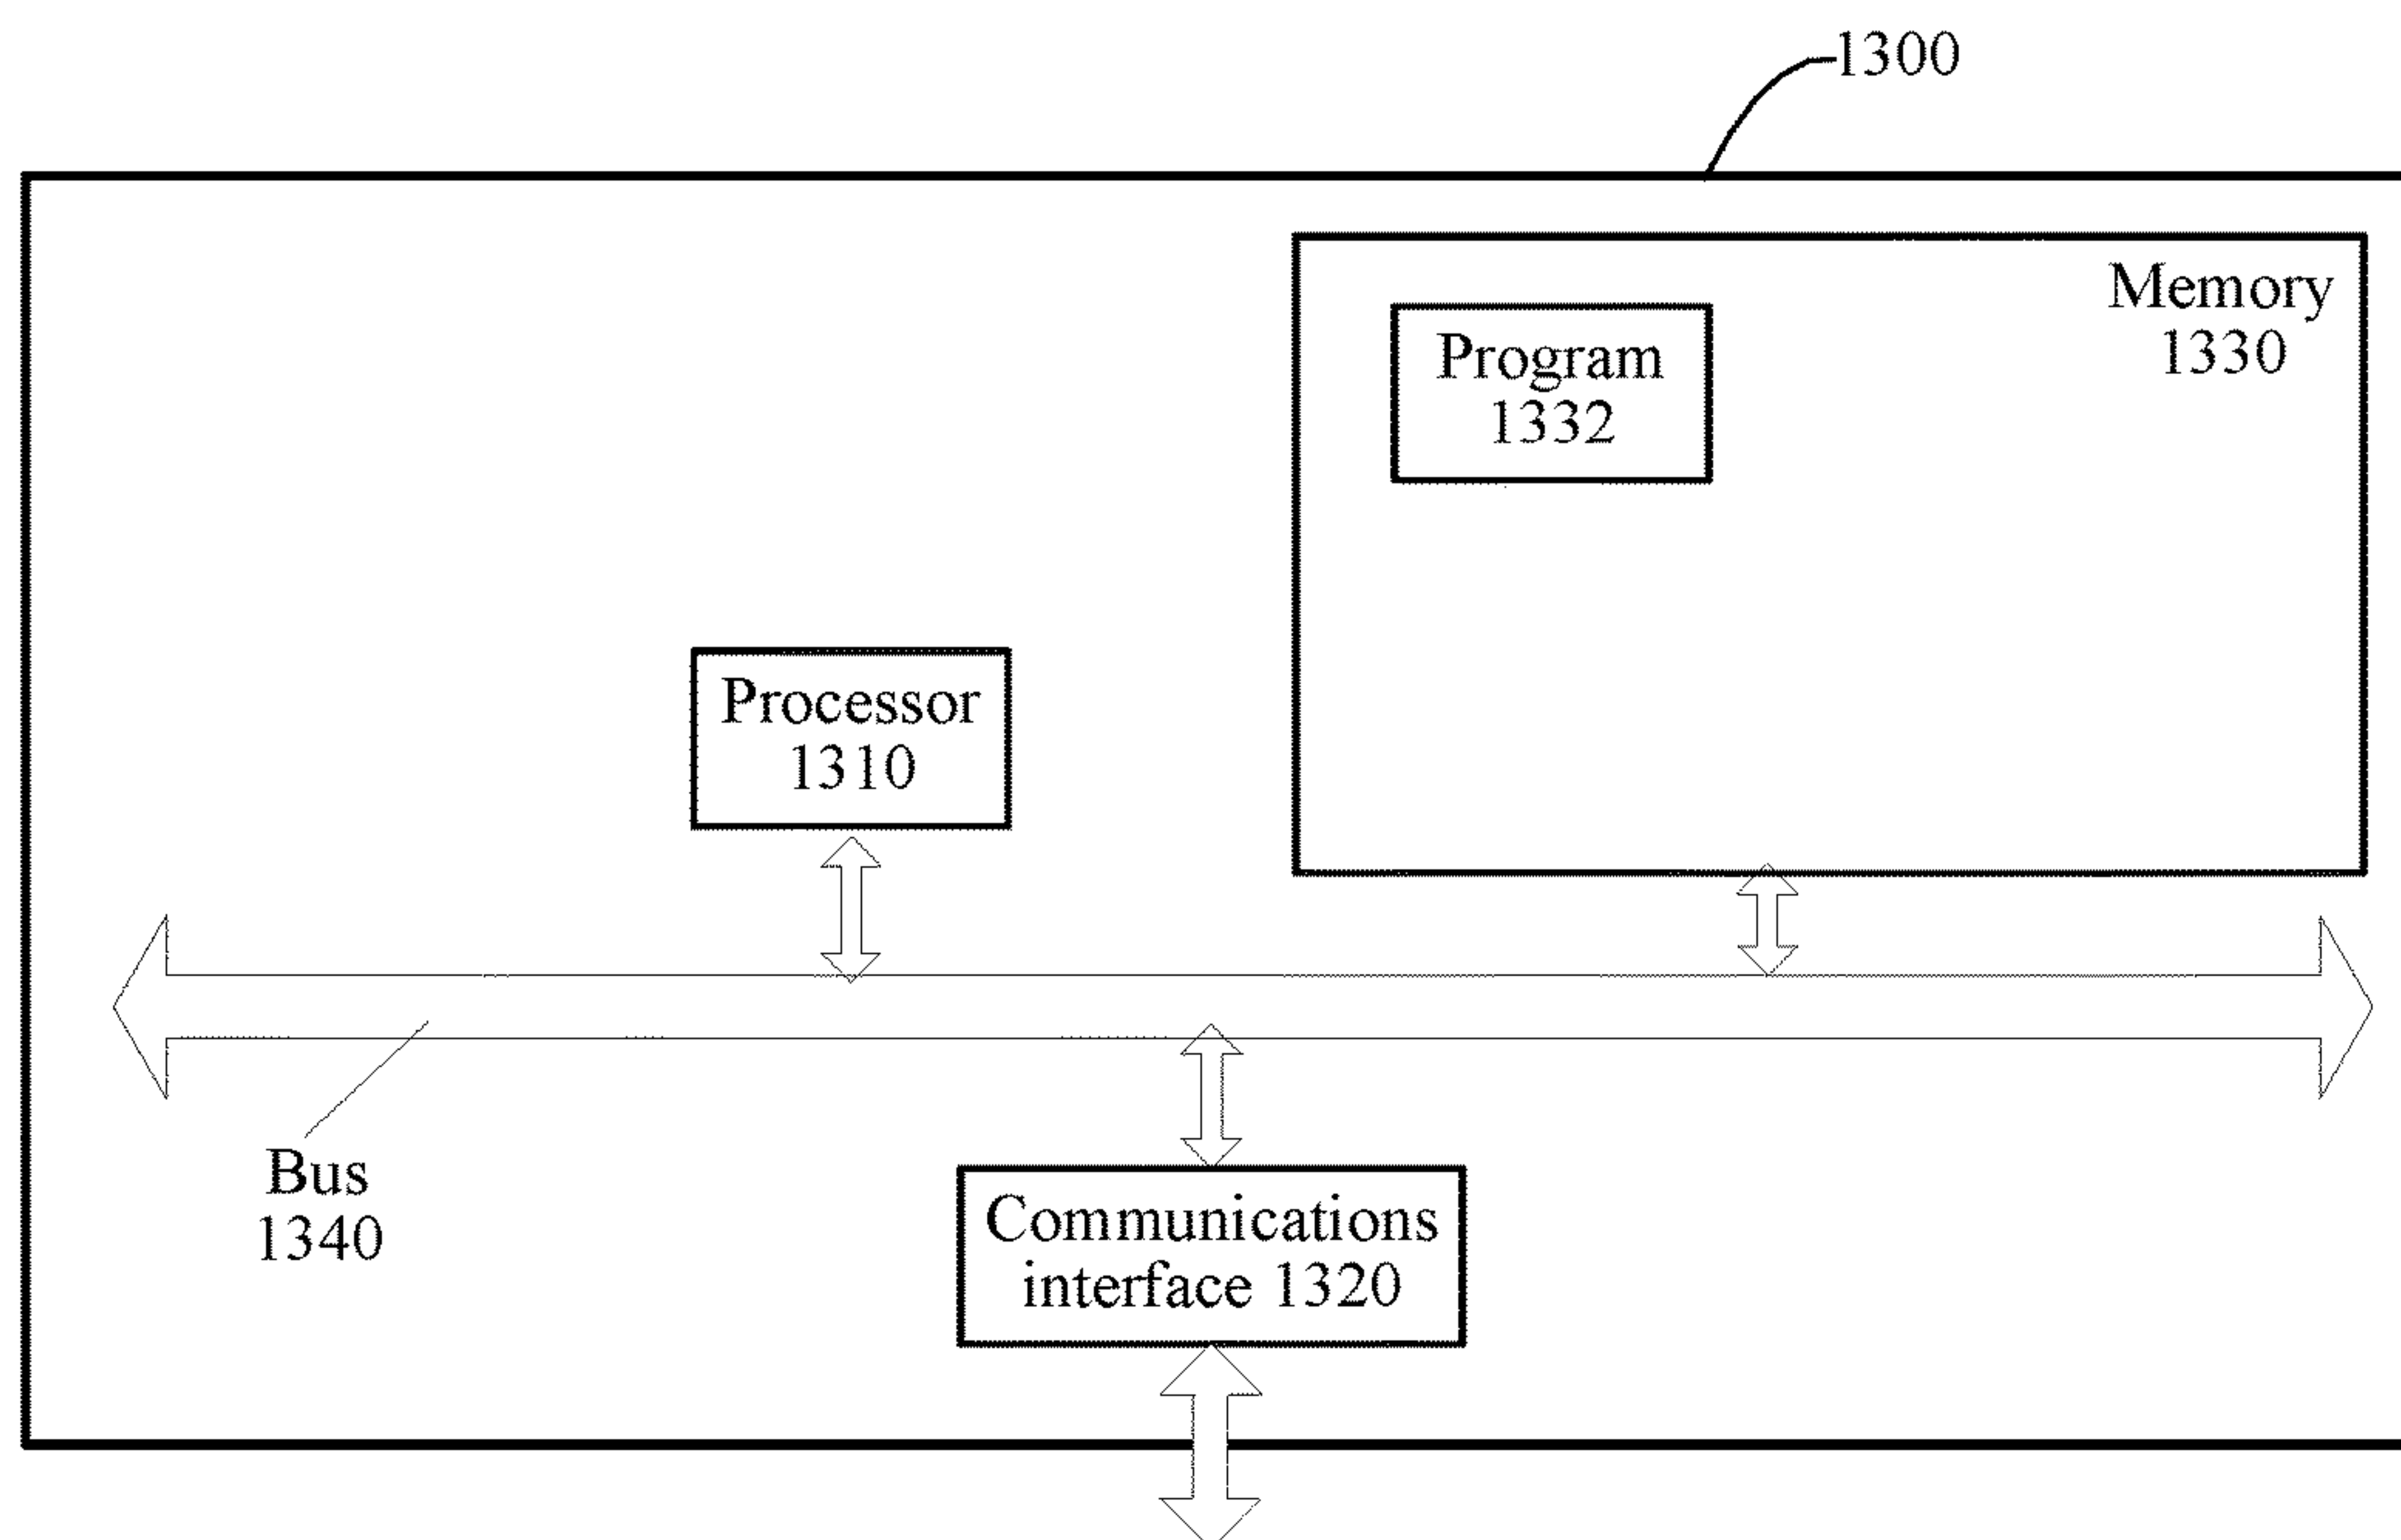 1300
Memory
1330
Program
1332
Processor
1310
Bus
1340
Communications
interface 1320